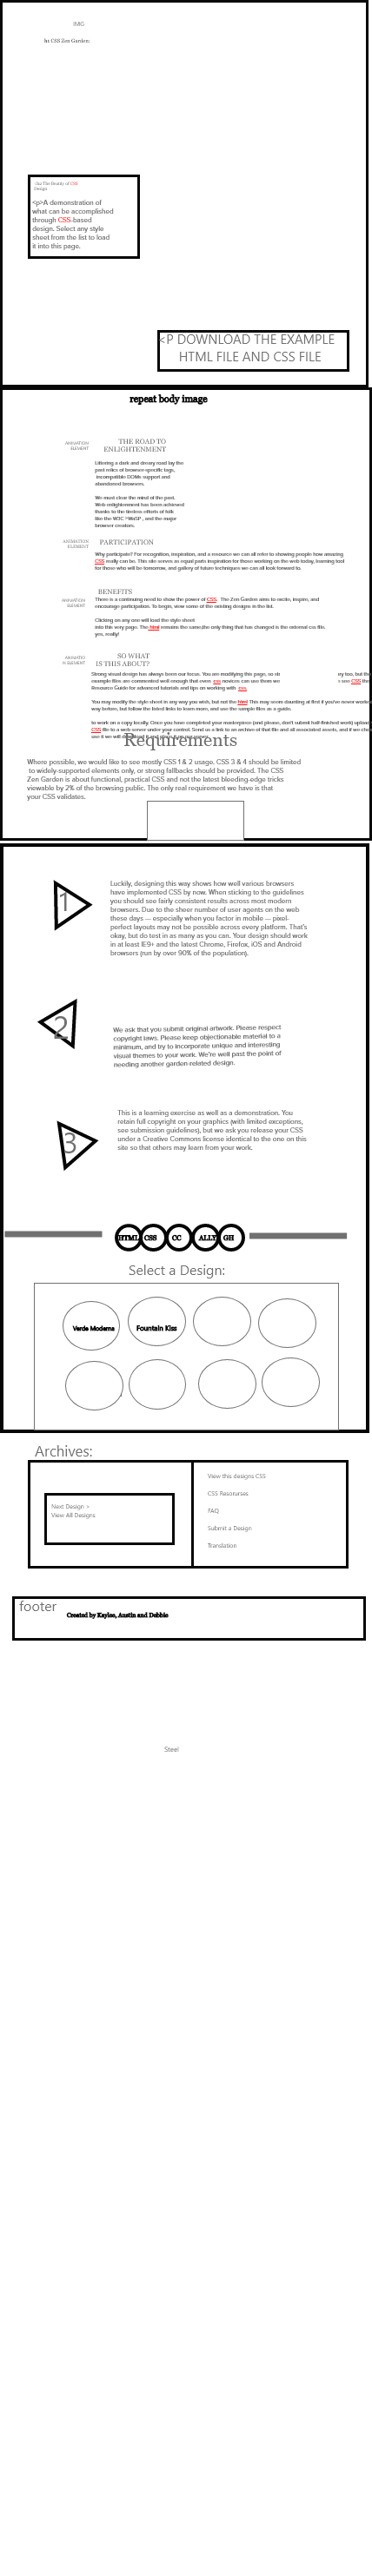 IMG
he CSS Zen Garden
The Beauty of CSS
Design
<p>A demonstration of
what can be accomplished
through CSS-based
design. Select any style
sheet from the list to load
it into this page.
<P DOWNLOAD THE EXAMPLE
HTML FILE AND CSS FILE
repeat body image
ANIMATION
ELEMENT
THE ROAD TO
ENLIGHTENMENT
Littering a dark and dreary road lay the
past relics of browser-specific tags,
incompatible DOMs support and
abandoned browsers.
We must clear the mind of the past.
Web enlightenment has been achieved
thanks to the tireless efforts of folk
like the W3C , and the major
browser creators.
ANIMATION
ELEMENT
PARTICIPATION
Why participate? For recognition, inspiration, and a resource we can all refer to showing people how amazing
CSS really can be. This site serves as equal parts inspiration for those working on the web today, learning tool
for those who will be tomorrow, and gallery of future techniques we can all look forward to.
ANIMATION
ELEMENT
BENEFITS
There is a continuing need to show the power of CSS. The Zen Garden aims to excite, inspire, and
encourage participation. To begin, view some of the existing designs in the list.
Clicking on any one will load the style sheet
into this very page. The html remains the same,the only thing that has changed is the external css file.
yes, really!
ANIMATIO
N ELEMENT
SO WHAT
IS THIS ABOUT?
Strong visual design has always been our focus. You are modifying this page, so
example files are commented well enough that even css novices can use them
Resource Guide for advanced tutorials and tips on working with css.
You may modify the style sheet in any way you wish, but not the html This may seem daunting at first if you've never
way before, but follow the listed links to learn more, and use the sample files as a guide.
to work on a copy locally. Once you have completed your masterpiece (and please, don't submit half-finished work)
CSS file to a web server under your control. Send us a link to an archive of that file and all associated assets, and if we
Requirements
Where possible, we would like to see mostly CSS 1 & 2 usage. CSS 3 & 4 should be limited
to widely-supported elements only, or strong fallbacks should be provided. The CSS
Zen Garden is about functional, practical CSS and not the latest bleeding-edge tricks
viewable by 2% of the browsing public. The only real requirement we have is that
your CSS validates.
1
Luckily, designing this way shows how well various browsers
have implemented CSS by now. When sticking to the guidelines
you should see fairly consistent results across most modern
browsers. Due to the sheer number of user agents on the web
these days — especially when you factor in mobile — pixel-
perfect layouts may not be possible across every platform. That's
okay, but do test in as many as you can. Your design should work
in at least IE9+ and the latest Chrome, Firefox, iOS and Android
browsers (run by over 90% of the population).
2
We ask that you submit original artwork. Please respect
copyright laws. Please keep objectionable material to a
minimum, and try to incorporate unique and interesting
visual themes to your work. We're well past the point of
needing another garden-related design.
3
This is a learning exercise as well as a demonstration. You
retain full copyright on your graphics (with limited exceptions,
see submission guidelines), but we ask you release your CSS
under a Creative Commons license identical to the one on this
site so that others may learn from your work.
HTML CSS CC ALLY GH
Select a Design:
Verde Moderna
Fountain Kiss
Archives:
Next Design >
View All Designs
View this designs CSS
CSS Resorurses
FAQ
Submit a Design
Translation
footer
Created by Kaylee, Austin and Debbie
Steel